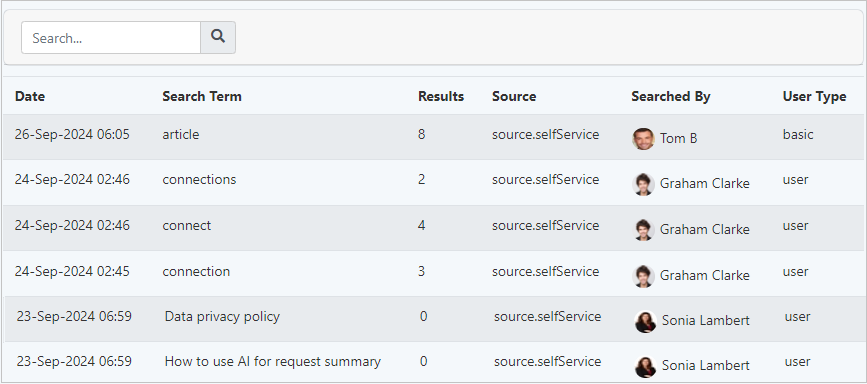 Search...
Date Search Term Results Source Searched By User Type
26-Sep-2024 06:05 article 8 source.selfService Tom B basic
24-Sep-2024 02:46 connections 2 source.selfService Graham Clarke user
24-Sep-2024 02:46 connect 4 source.selfService Graham Clarke user
24-Sep-2024 02:45 connection 3 source.selfService Graham Clarke user
23-Sep-2024 06:59 Data privacy policy 0 source.selfService Sonia Lambert user
23-Sep-2024 06:59 How to use AI for request summary 0 source.selfService Sonia Lambert user